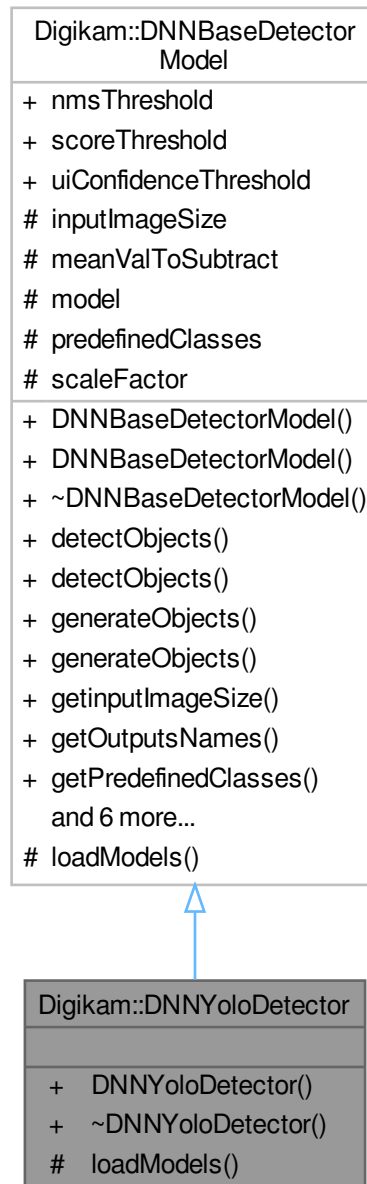 Digikam::DNNBaseDetector
Model
+ nmsThreshold
+ scoreThreshold
+ uiConfidenceThreshold
# inputImageSize
# meanValToSubtract
# model
# predefinedClasses
# scaleFactor
+ DNNBaseDetectorModel()
+ DNNBaseDetectorModel()
+ ~DNNBaseDetectorModel()
+ detectObjects()
+ detectObjects()
+ generateObjects()
+ generateObjects()
+ getinputImageSize()
+ getOutputsNames()
+ getPredefinedClasses()
and 6 more...
# loadModels()
Digikam::DNNYoloDetector
+ DNNYoloDetector()
+ ~DNNYoloDetector()
# loadModels()